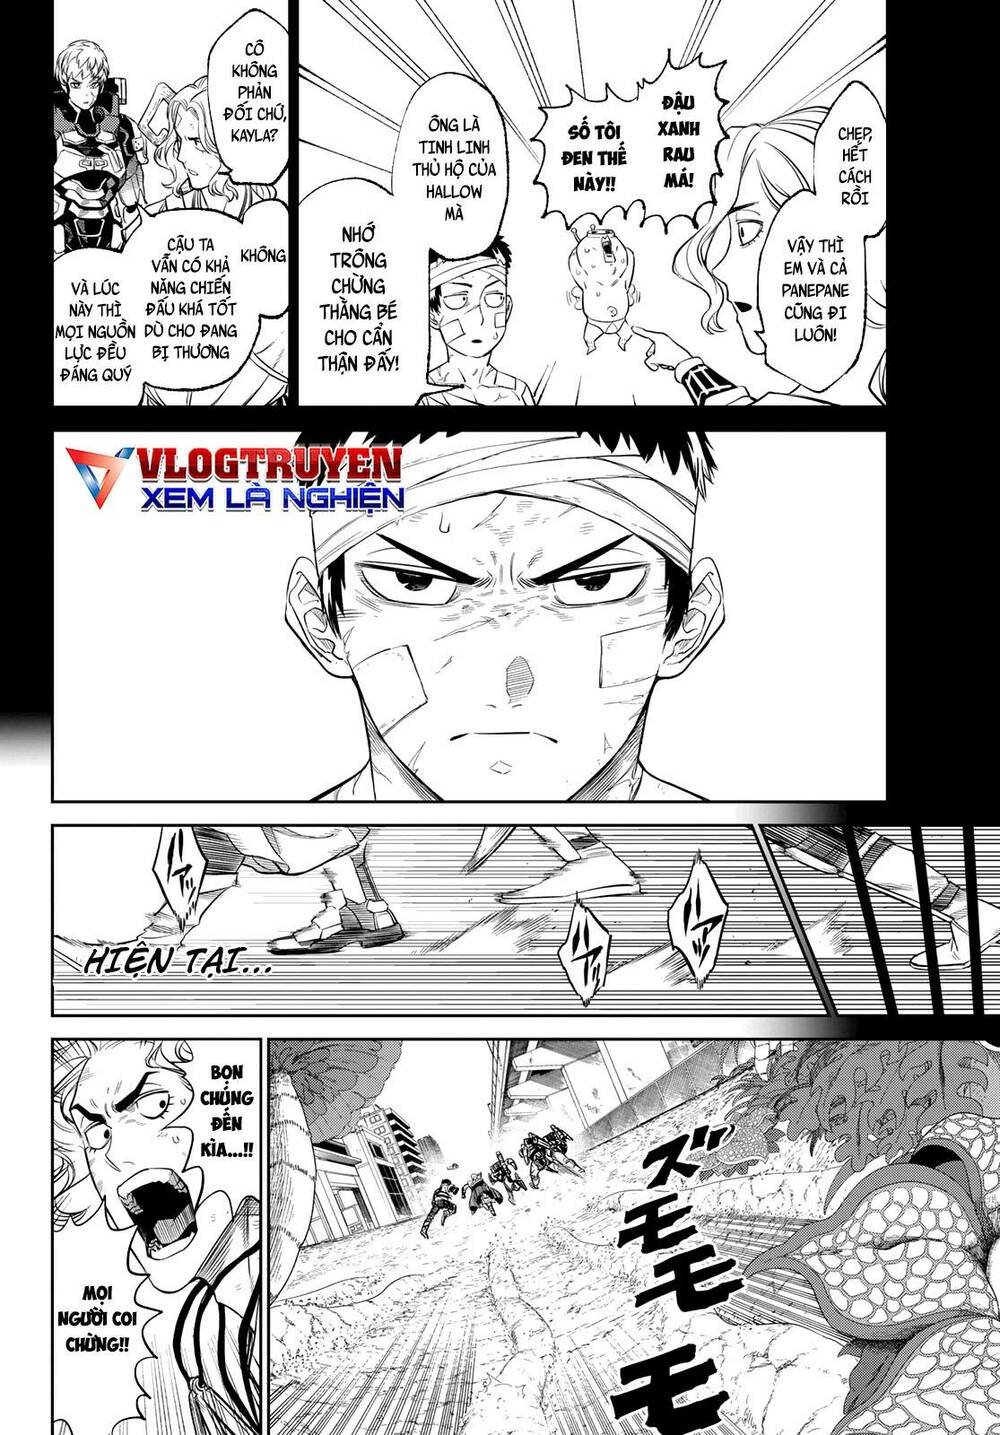 CHẸP, HẾT
CÁCH RỒI
VẬY THÌ
EM VÀ CẢ
PANEPANE
CŨNG ĐI
LUÔN!
ĐẬU
XANH
RAU
MÁ!
SỐ TÔI
ĐEN THẾ
NÀY!!
ÔNG LÀ
TINH LINH
THỦ HỘ CỦA
HALLOW
MÀ
NHỚ
TRÔNG
CHỪNG
THẰNG BÉ
CHO CẨN
THẬN ĐẤY!
CÔ
KHÔNG
PHẢN
ĐỐI CHỨ,
KAYLA?
KHÔNG
CẬU TA
VẪN CÓ KHẢ
NĂNG CHIẾN
ĐẤU KHÁ TỐT
DÙ CHO ĐANG
BỊ THƯƠNG
VÀ LÚC
NÀY THÌ
MỌI NGUỒN
LỰC ĐỀU
ĐÁNG QUÝ
VLOGTRUYEN
XEM LÀ NGHIỆN
HIỆN TẠI...
ズモモモ
BỌN
CHÚNG
ĐẾN
KÌA...!!
MỌI
NGƯỜI COI
CHỪNG!!